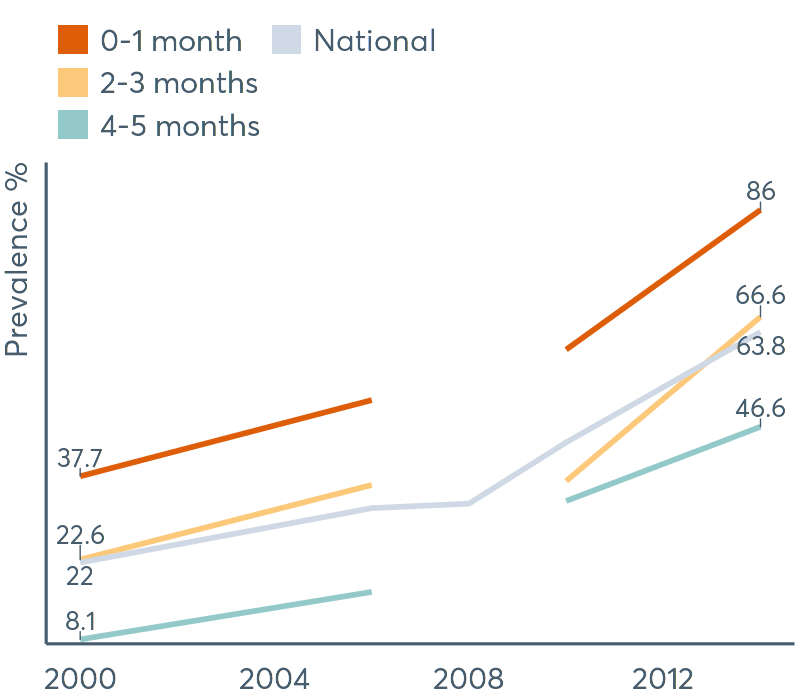 0-1 month National
2-3 months
4-5 months
Prevalence %
86
66.6
63.8
46.6
37.7
22.6
22
8.1
2000 2004 2008 2012